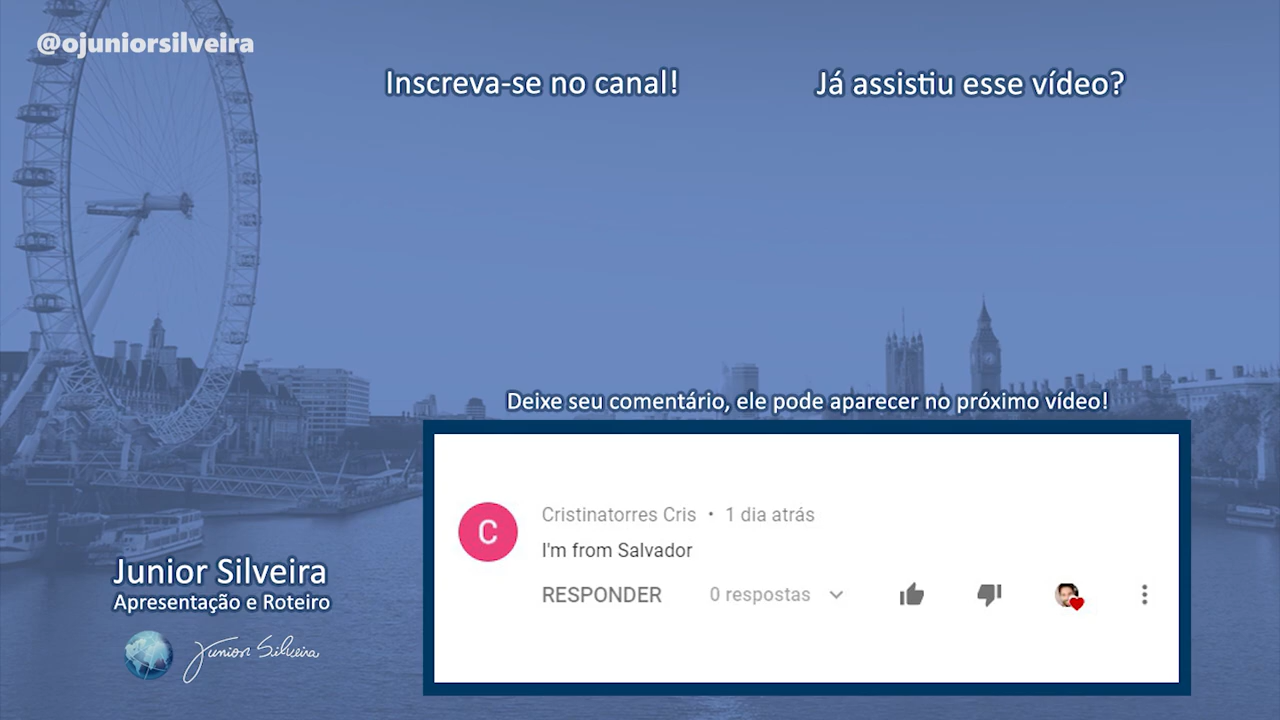 @ojuniorsilveira
Inscreva-se no canal!
Já assistiu esse vídeo?
Deixe seu comentário, ele pode aparecer no próximo vídeo!
C
Cristinatorres Cris • 1 dia atrás
I'm from Salvador
RESPONDER 0 respostas
Junior Silveira
Apresentação e Roteiro
Junior Silveira